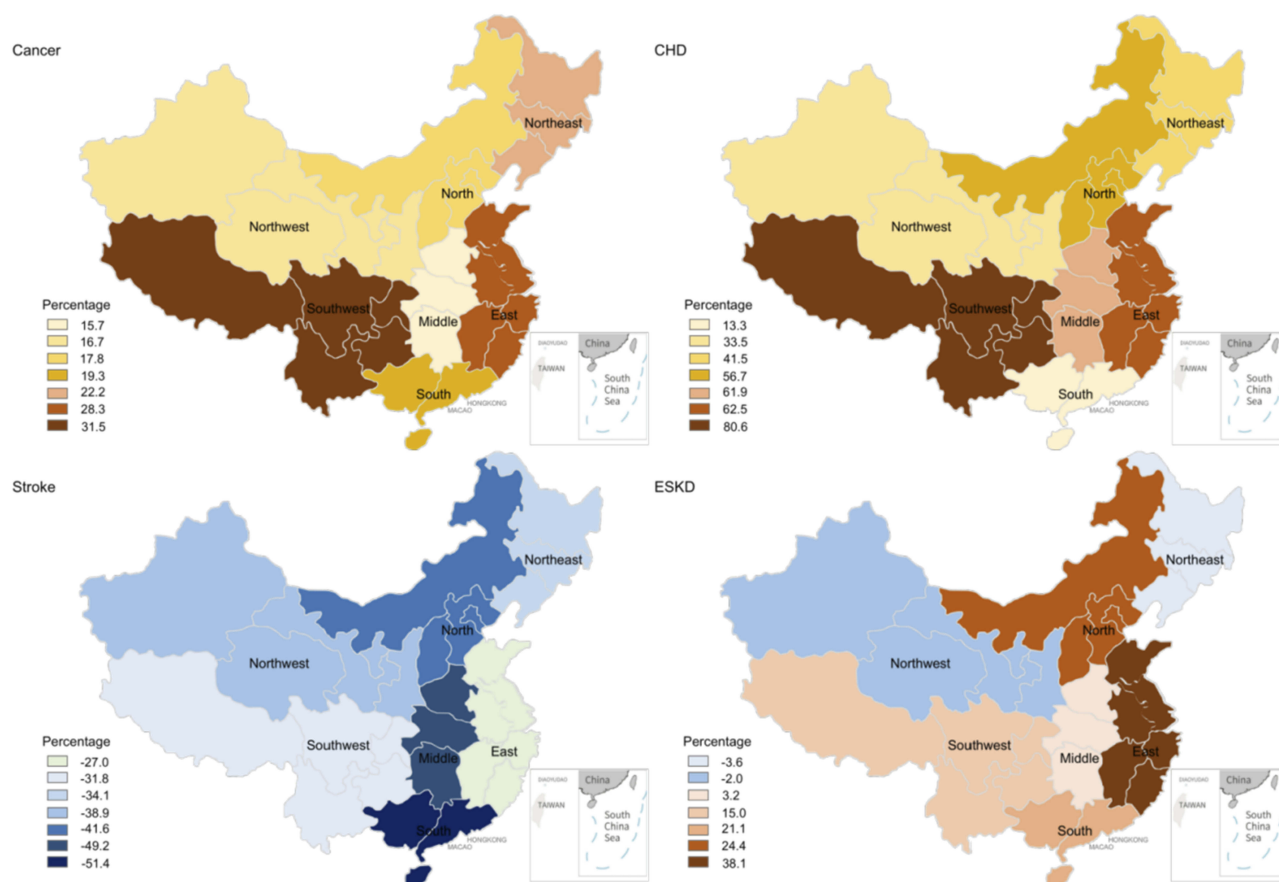 Cancer
Northeast
North
Northwest
Southwest
Middle
East
South
HONGKONG
MACAO
Percentage
15.7
16.7
17.8
19.3
22.2
28.3
31.5
DIAOYUDAO
TAIWAN
China
South
China
Sea
CHD
Northeast
North
Northwest
Southwest
Middle
East
South
HONGKONG
MACAO
Percentage
13.3
33.5
41.5
56.7
61.9
62.5
80.6
DIAOYUDAO
TAIWAN
China
South
China
Sea
Stroke
Northeast
North
Northwest
Southwest
Middle
East
South
HONGKONG
MACAO
Percentage
-27.0
-31.8
-34.1
-38.9
-41.6
-49.2
-51.4
DIAOYUDAO
TAIWAN
China
South
China
Sea
ESKD
Northeast
North
Northwest
Southwest
Middle
East
South
HONGKONG
MACAO
Percentage
-3.6
-2.0
3.2
15.0
21.1
24.4
38.1
DIAOYUDAO
TAIWAN
China
South
China
Sea